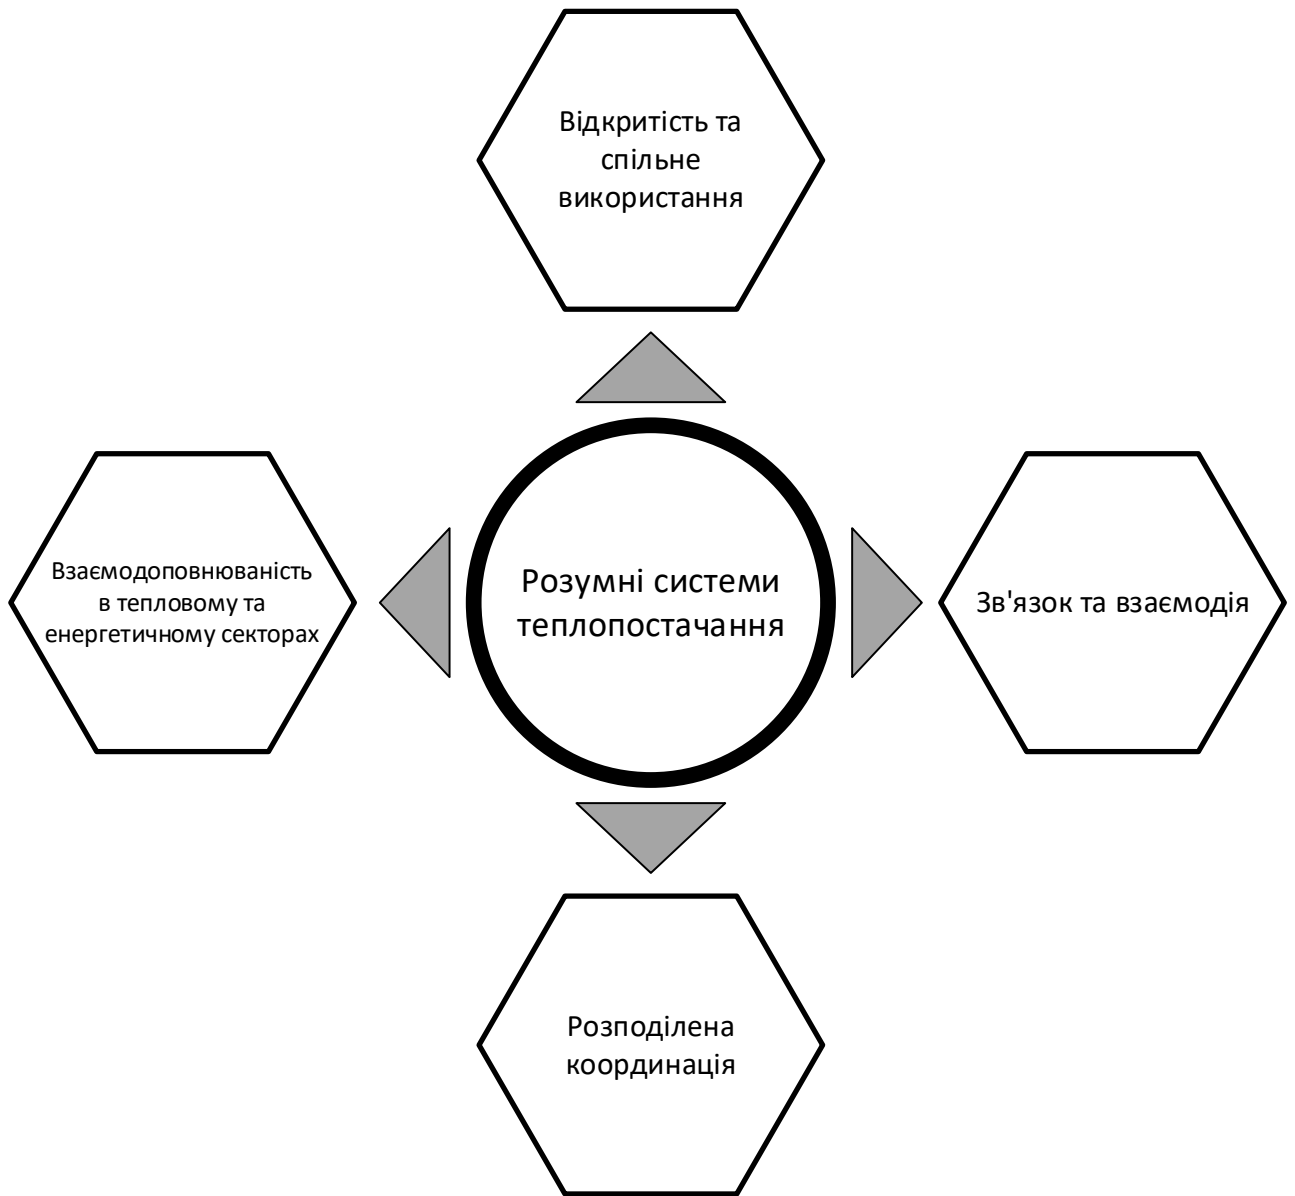 Відкритість та
спільне
використання
Взаємодоповнюваність
в тепловому та
енергетичному секторах
Розумні системи
теплопостачання
Зв'язок та взаємодія
Розподілена
координація